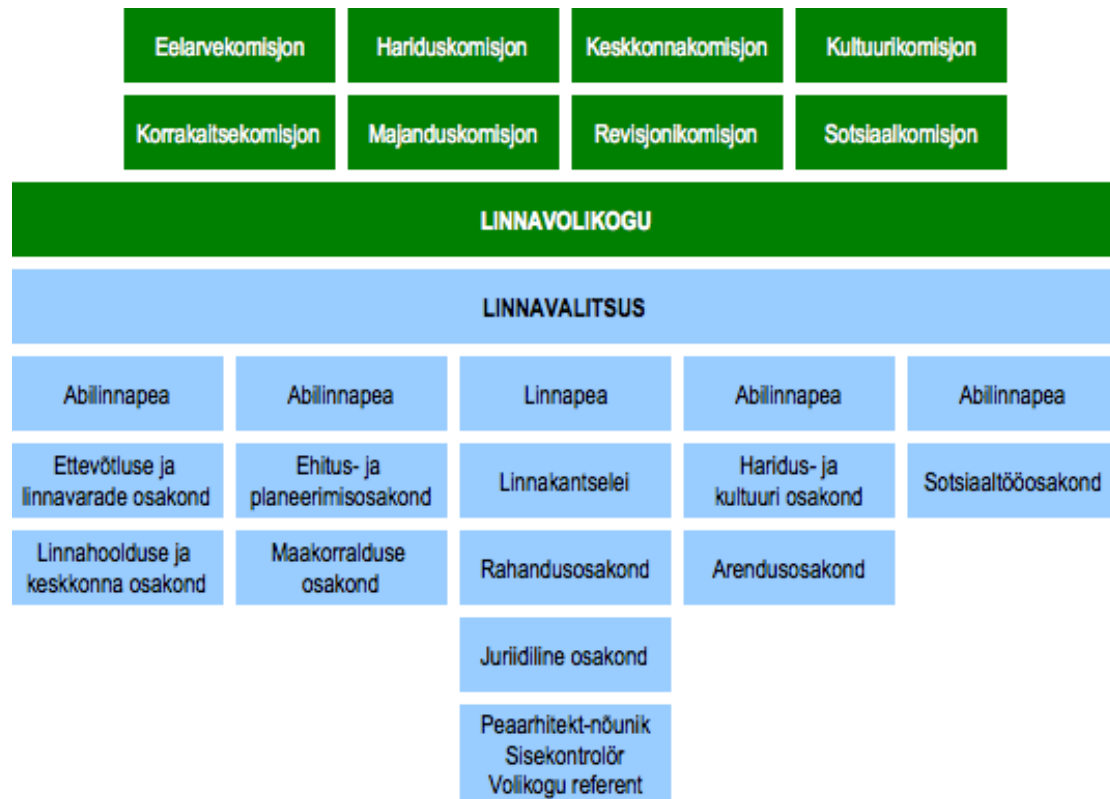 Eelarvekomisjon
Hariduskomisjon
Keskkonnakomisjon
Kultuurikomisjon
Korrakaitsekomisjon
Majanduskomisjon
Revisjonikomisjon
Sotsiaalkomisjon
LINNAVOLIKOGU
LINNAVALITSUS
Abilinnapea
Abilinnapea
Linnapea
Abilinnapea
Abilinnapea
Ettevõtluse ja
linnavarade osakond
Ehitus- ja
planeerimisosakond
Linnakantselei
Haridus- ja
kultuuri osakond
Sotsiaaltööosakond
Linnahoolduse ja
keskkonna osakond
Maakorralduse
osakond
Rahandusosakond
Arendusosakond
Juriidiline osakond
Peaarhitekt-nõunik
Sisekontrolör
Volikogu referent